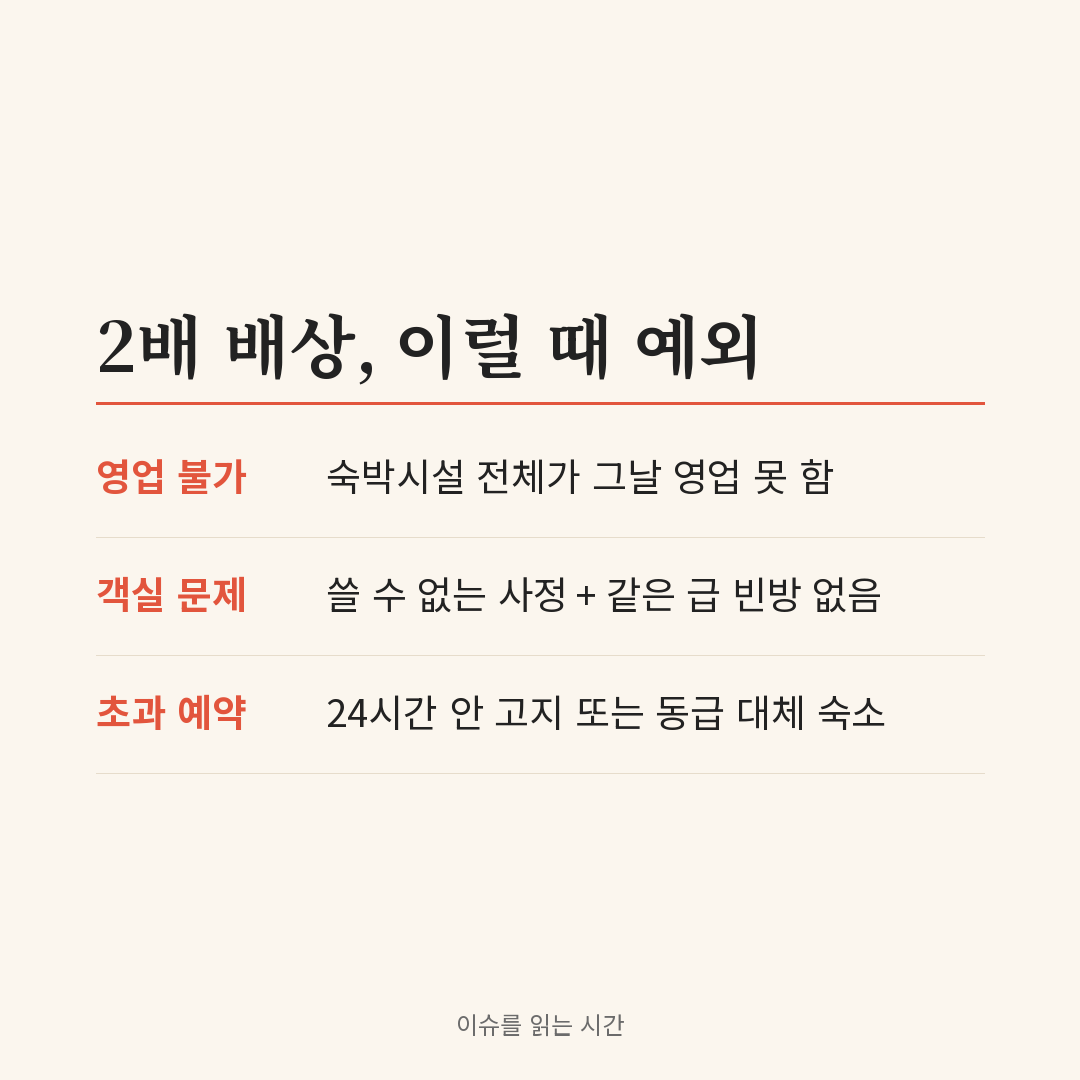 2배 배상, 이럴 때 예외
영업 불가 숙박시설 전체가 그날 영업 못 함
객실 문제 쓸 수 없는 사정 + 같은 급 빈방 없음
초과 예약 24시간 안 고지 또는 동급 대체 숙소
이슈를 읽는 시간